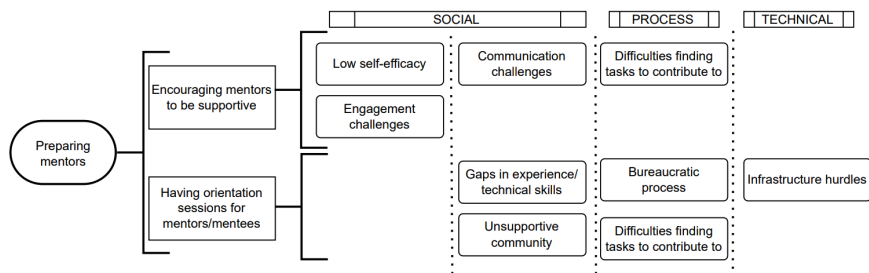 SOCIAL
PROCESS
TECHNICAL
Preparing
mentors
Encouraging mentors
to be supportive
Low self-efficacy
Communication
challenges
Difficulties finding
tasks to contribute to
Engagement
challenges
Having orientation
sessions for
mentors/mentees
Gaps in experience/
technical skills
Bureaucratic
process
Infrastructure hurdles
Unsupportive
community
Difficulties finding
tasks to contribute to